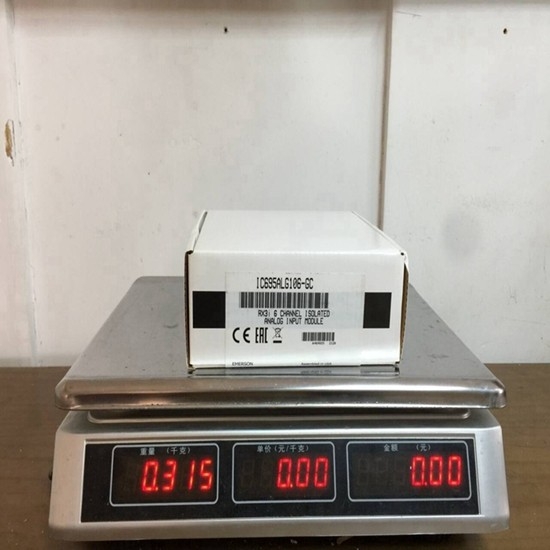 IC695ALG106-GC
RX3i 6 CHANNEL ISOLATED
ANALOG INPUT MODULE
CE EAC
EMERSON
重量 (千克) 单价 (元/千克) 金额 (元)
0.315 0.00 0.00